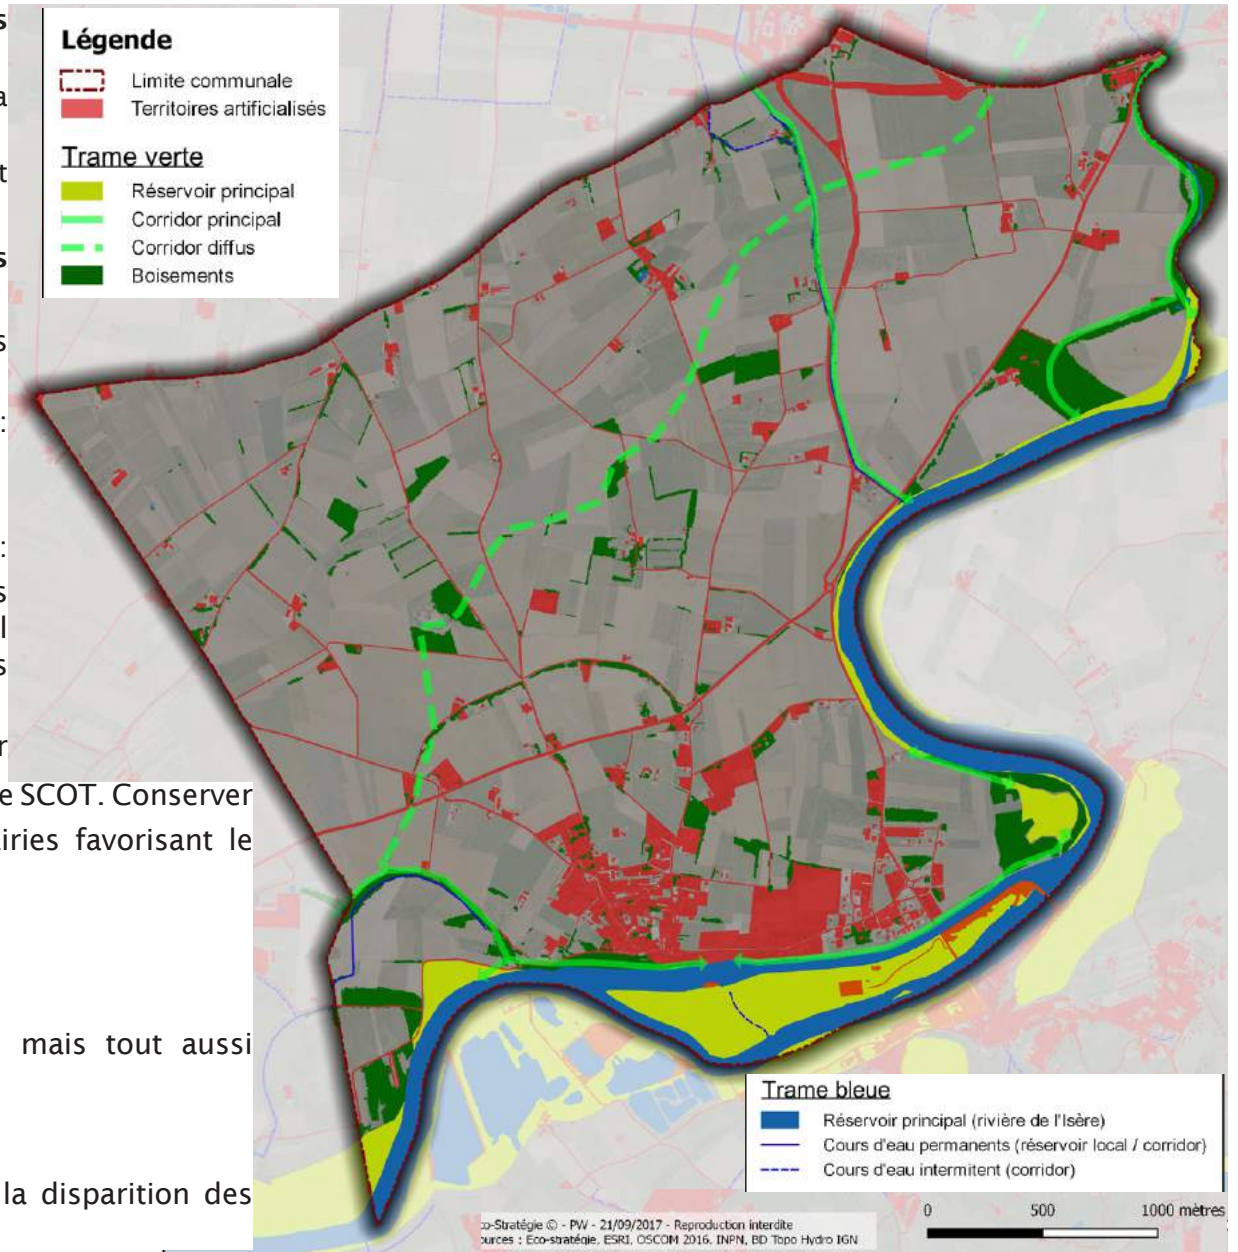 s
Légende
Limite communale
a
Territoires artificialisés
Trame verte
t
Réservoir principal
Corridor principal
Corridor diffus
s
Boisements
s
:
:
s
l
s
r
e SCOT. Conserver
iries favorisant le
mais tout aussi
la disparition des
Trame bleue
Réservoir principal (rivière de l'Isère)
Cours d'eau permanents (réservoir local / corridor)
Cours d'eau intermitent (corridor)
0 500 1000 mètres
co-Stratégie © - PW - 21/09/2017 - Reproduction interdite
ources : Eco-stratégie, ESRI, OSCOM 2016, INPN, BD Topo Hydro IGN